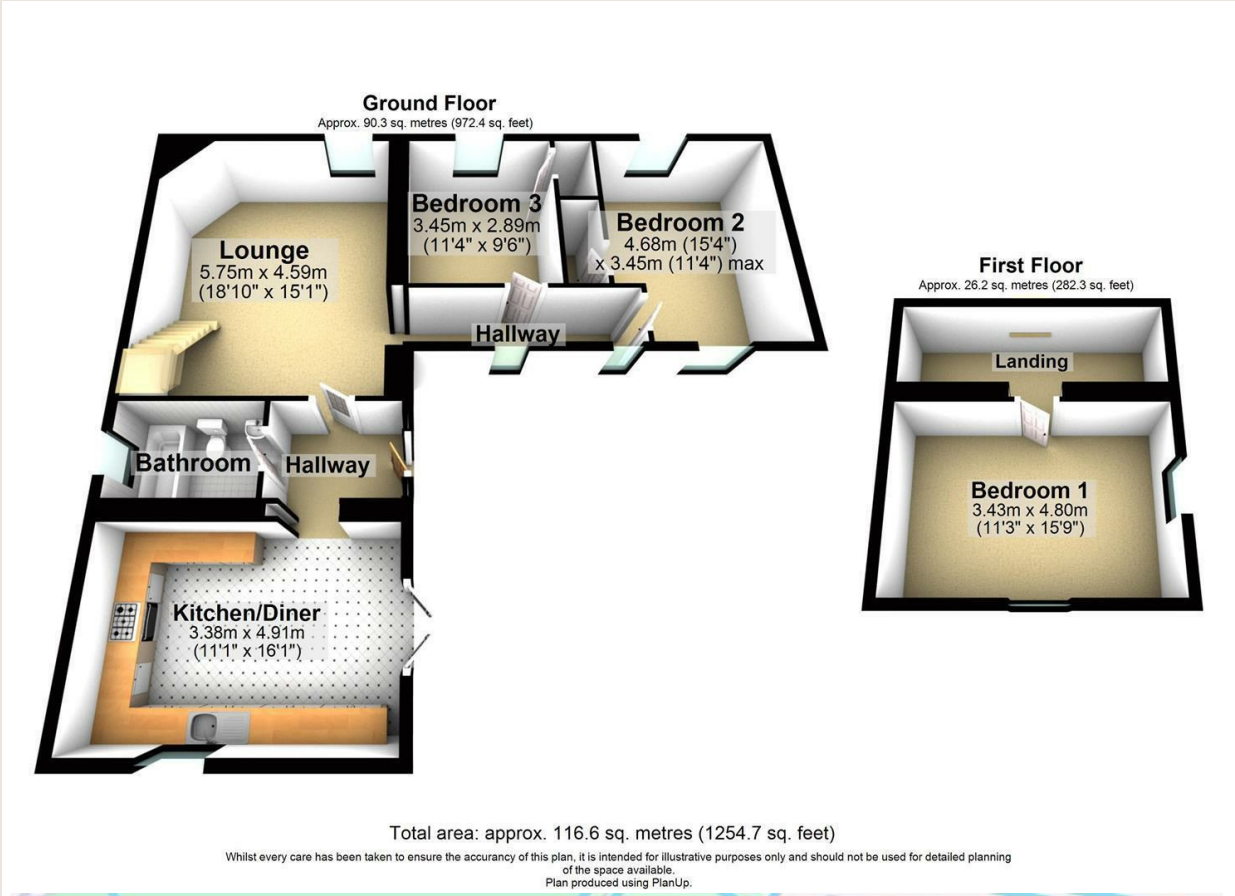 Ground Floor
Approx. 90.3 sq. metres (972.4 sq. feet)
Lounge
5.75m x 4.59m
(18'10" x 15'1")
Bedroom 3
3.45m x 2.89m
(11'4" x 9'6")
Bedroom 2
4.68m (15'4")
x 3.45m (11'4") max
Hallway
Bathroom
Hallway
Kitchen/Diner
3.38m x 4.91m
(11'1" x 16'1")
First Floor
Approx. 26.2 sq. metres (282.3 sq. feet)
Landing
Bedroom 1
3.43m x 4.80m
(11'3" x 15'9")
Total area: approx. 116.6 sq. metres (1254.7 sq. feet)
Whilst every care has been taken to ensure the accurancy of this plan, it is intended for illustrative purposes only and should not be used for detailed planning
of the space available.
Plan produced using PlanUp.